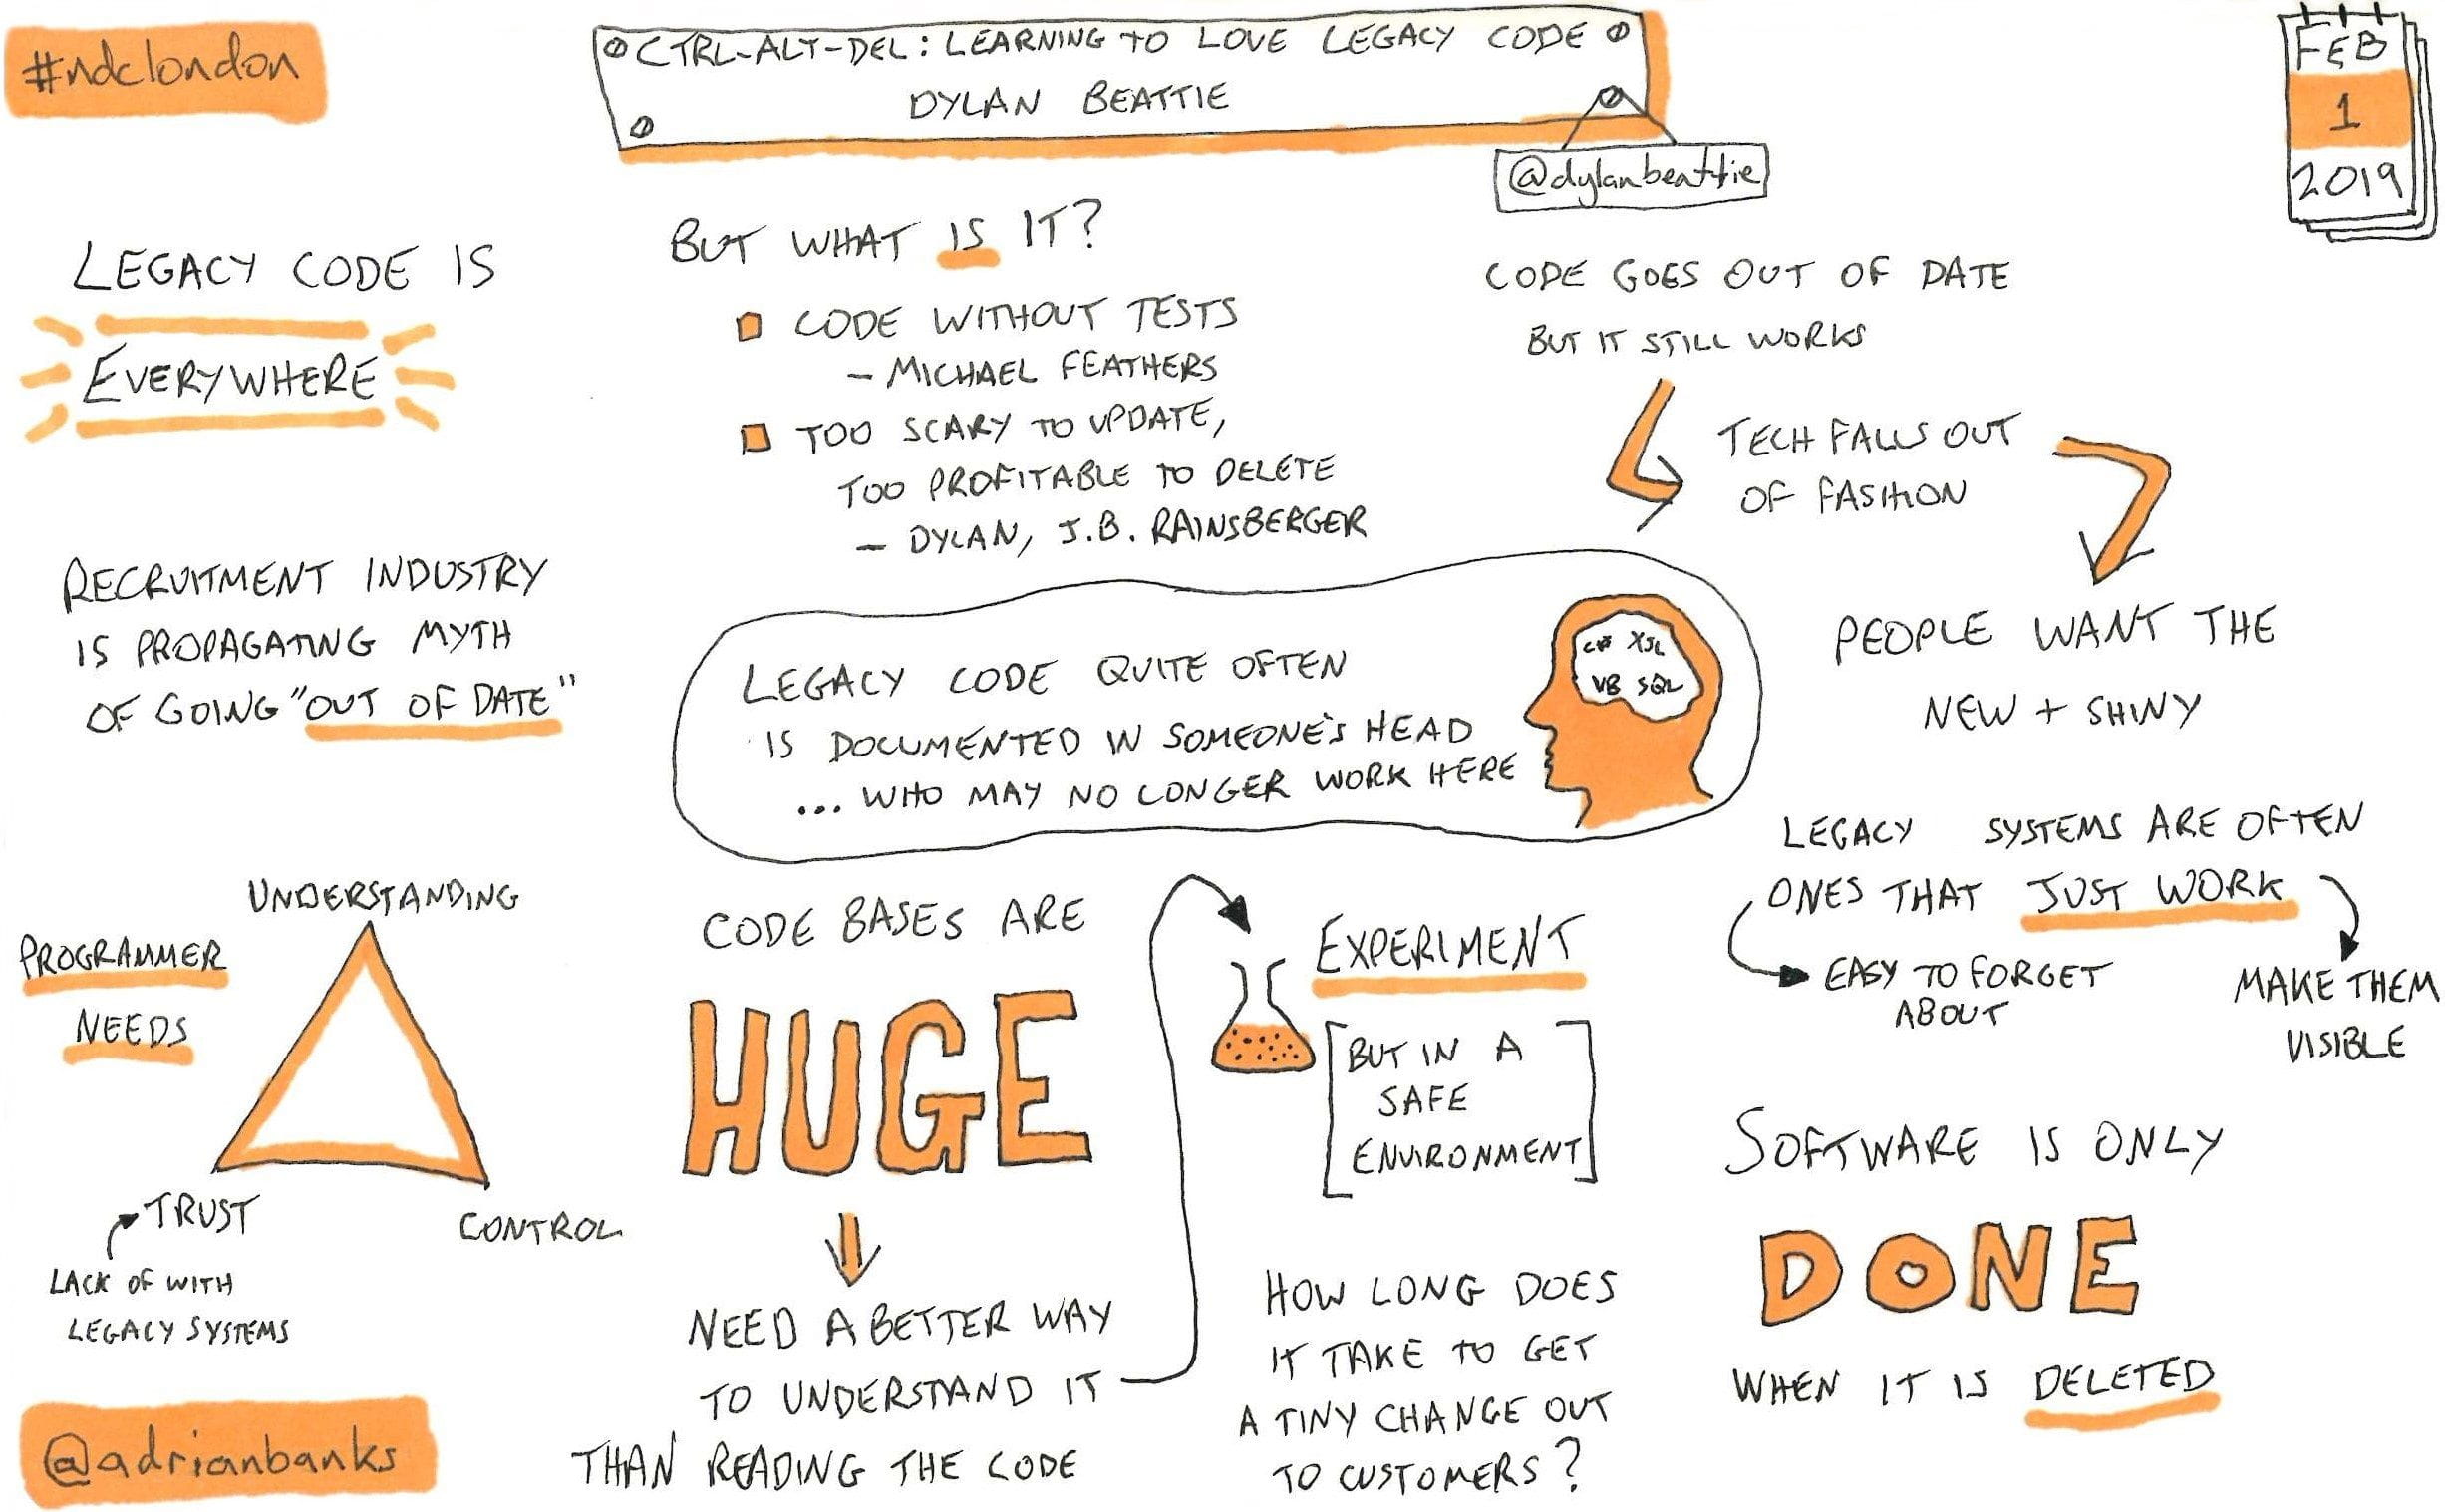 #ndclondon
CTRL-ALT-DEL: LEARNING TO LOVE LEGACY CODE
DYLAN BEATTIE
@dylanbeattie
FEB
1
2019
LEGACY CODE IS
EVERYWHERE
RECRUITMENT INDUSTRY
IS PROPAGATING MYTH
OF GOING "OUT OF DATE"
UNDERSTANDING
PROGRAMMER
NEEDS
TRUST
CONTROL
LACK OF WITH
LEGACY SYSTEMS
@adrianbanks
BUT WHAT IS IT?
CODE WITHOUT TESTS
- MICHAEL FEATHERS
TOO SCARY TO UPDATE,
TOO PROFITABLE TO DELETE
- DYLAN, J.B. RAINSBERGER
LEGACY CODE QUITE OFTEN
IS DOCUMENTED IN SOMEONE'S HEAD
... WHO MAY NO LONGER WORK HERE
C# XSL
VB SQL
CODE BASES ARE
HUGE
NEED A BETTER WAY
TO UNDERSTAND IT
THAN READING THE CODE
EXPERIMENT
BUT IN A
SAFE
ENVIRONMENT
HOW LONG DOES
IT TAKE TO GET
A TINY CHANGE OUT
TO CUSTOMERS?
CODE GOES OUT OF DATE
BUT IT STILL WORKS
TECH FALLS OUT
OF FASHION
PEOPLE WANT THE
NEW + SHINY
LEGACY SYSTEMS ARE OFTEN
ONES THAT JUST WORK
EASY TO FORGET
ABOUT
MAKE THEM
VISIBLE
SOFTWARE IS ONLY
DONE
WHEN IT IS DELETED